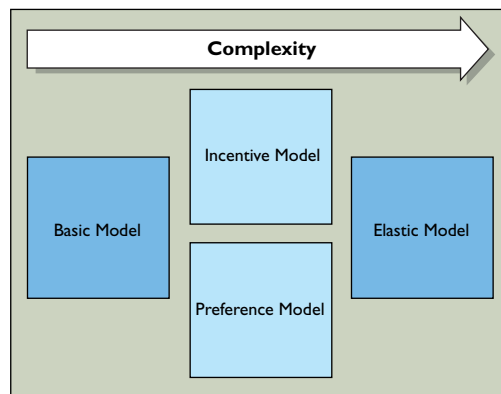 Complexity
Incentive Model
Basic Model
Elastic Model
Preference Model